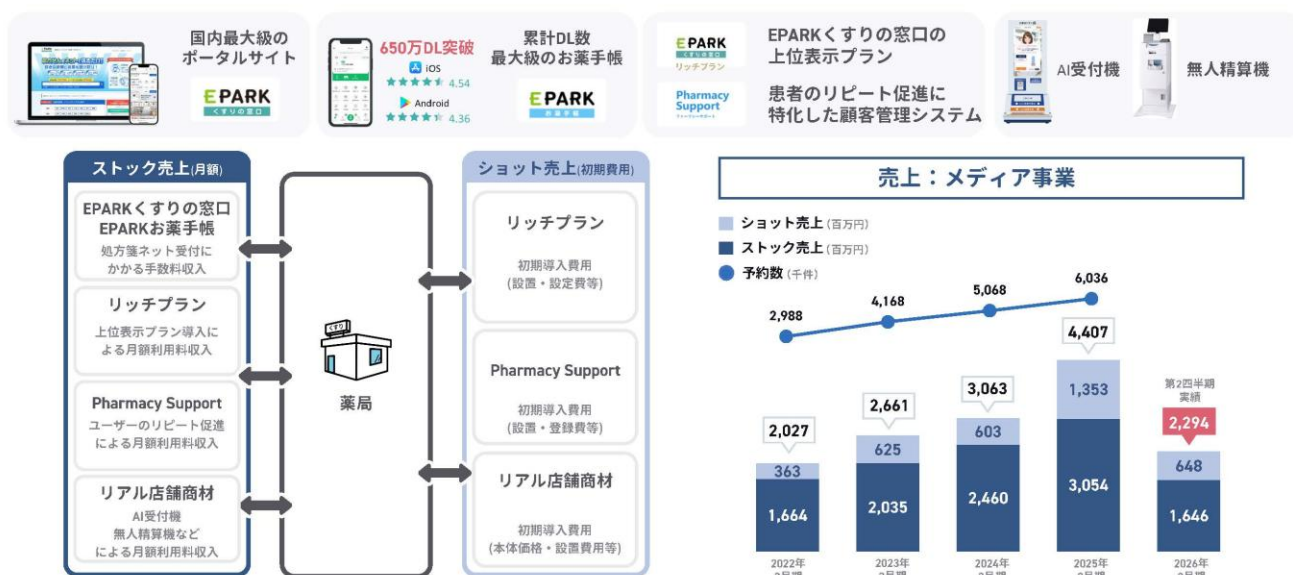 国内最大級の
ポータルサイト
EPARK
くすりの窓口
650万DL突破
iOS
4.54
Android
4.36
累計DL数
最大級のお薬手帳
EPARK
お薬手帳
EPARK
くすりの窓口
リッチプラン
EPARKくすりの窓口の
上位表示プラン
Pharmacy
Support
ファーマシーサポート
患者のリピート促進に
特化した顧客管理システム
AI受付機
無人精算機
ストック売上(月額)
EPARKくすりの窓口
EPARKお薬手帳
処方箋ネット受付に
かかる手数料収入
リッチプラン
上位表示プラン導入に
よる月額利用料収入
Pharmacy Support
ユーザーのリピート促進
による月額利用料収入
リアル店舗商材
AI受付機
無人精算機など
による月額利用料収入
くすり
薬局
ショット売上(初期費用)
リッチプラン
初期導入費用
(設置・設定費等)
Pharmacy Support
初期導入費用
(設置・登録費等)
リアル店舗商材
初期導入費用
(本体価格・設置費用等)
売上：メディア事業
ショット売上(百万円)
ストック売上(百万円)
予約数(千件)
2,988
4,168
5,068
6,036
2,027
2,661
3,063
4,407
第2四半期
実績
2,294
363
625
603
1,353
648
1,664
2,035
2,460
3,054
1,646
2022年
2023年
2024年
2025年
2026年